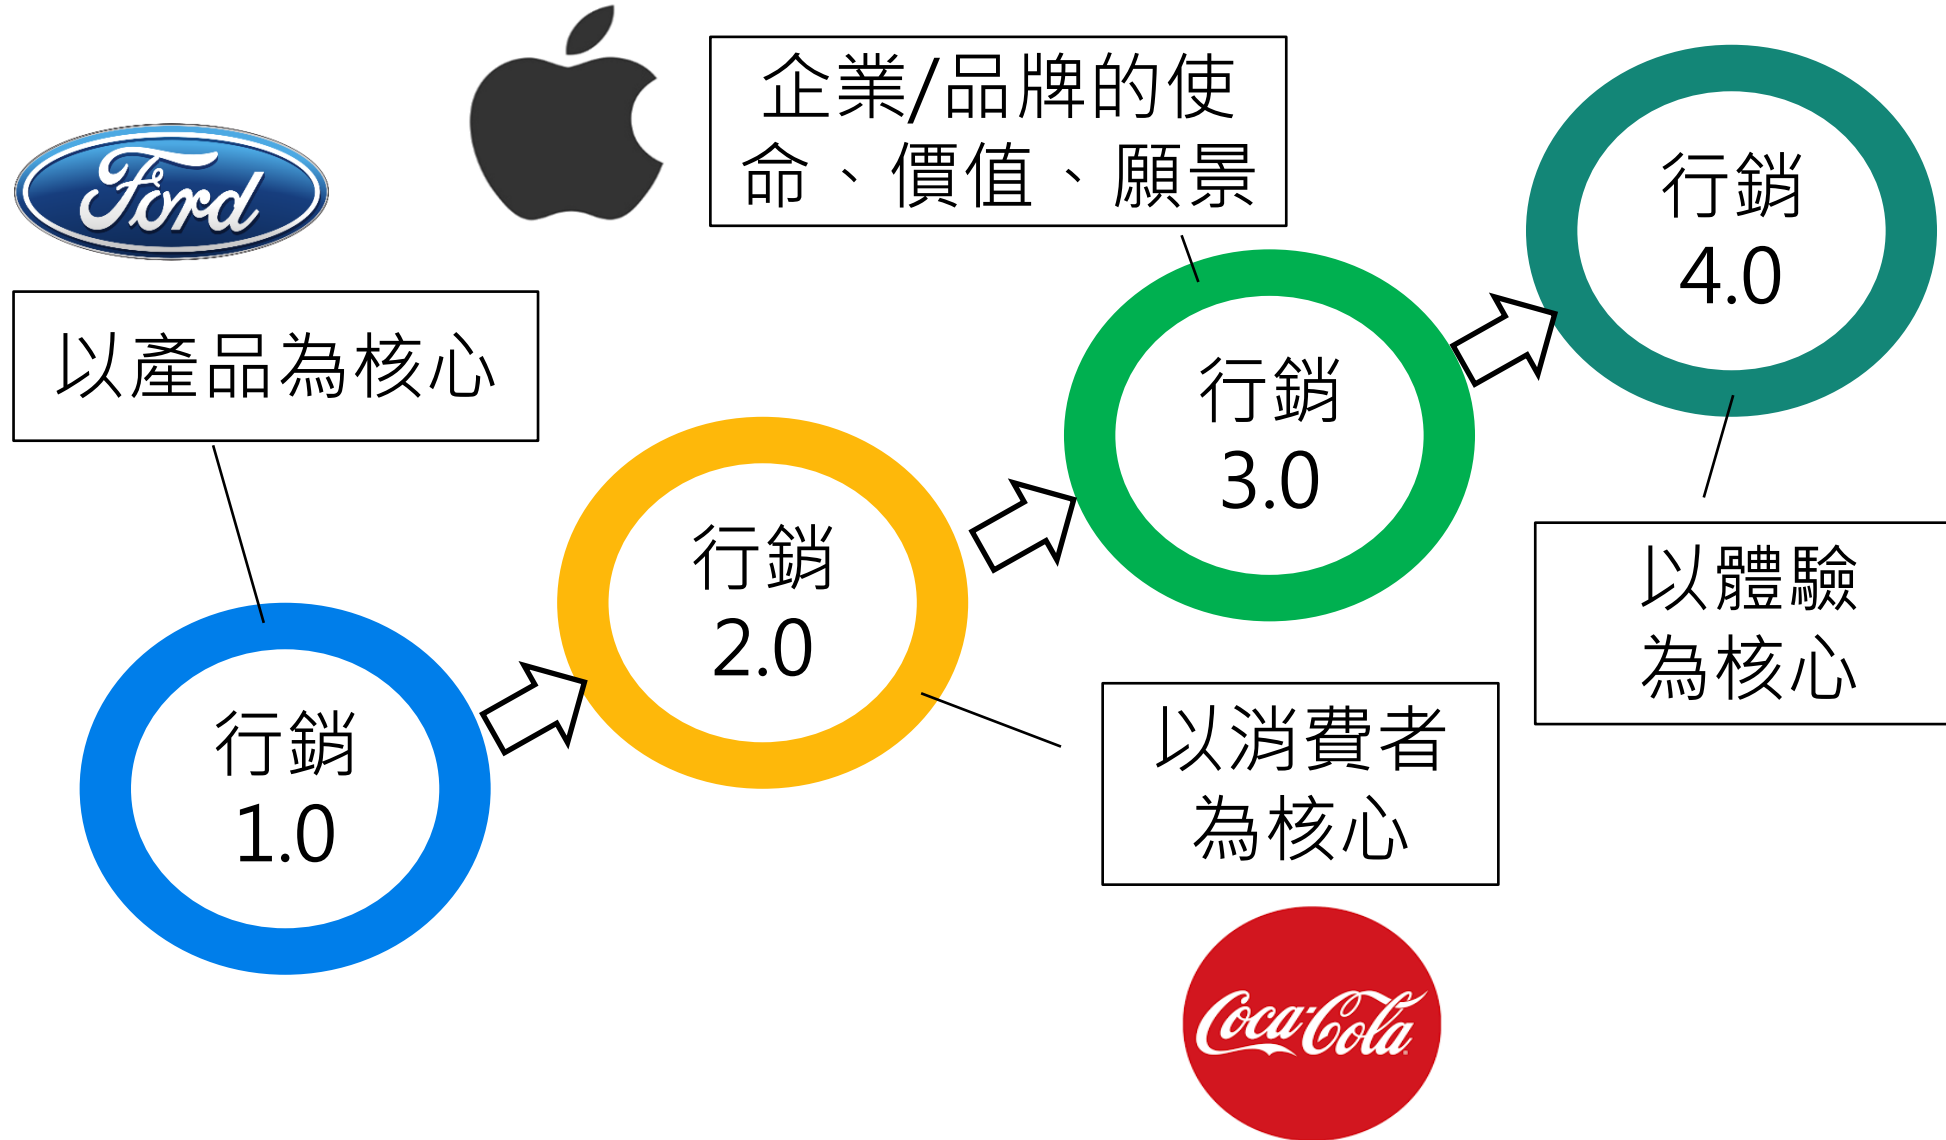 Ford
以產品為核心
行銷
1.0
行銷
2.0
以消費者
為核心
Coca-Cola
企業/品牌的使
命、價值、願景
行銷
3.0
行銷
4.0
以體驗
為核心